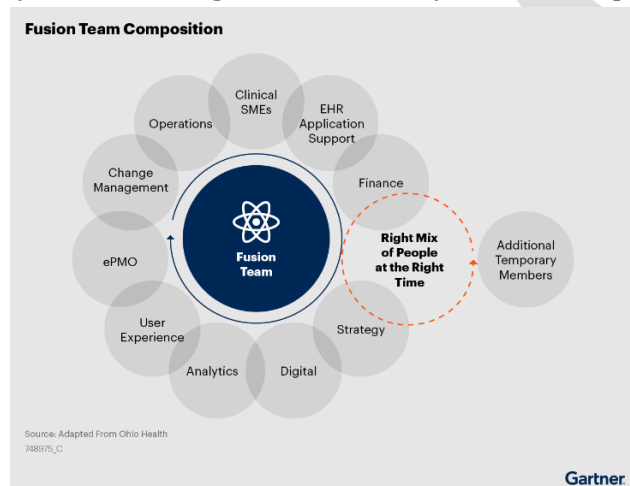 Fusion Team Composition
Clinical
SMEs
EHR
Application
Support
Operations
Finance
Change
Management
Fusion
Team
Right Mix
of People
at the Right
Time
Additional
Temporary
Members
ePMO
User
Experience
Strategy
Analytics
Digital
Source: Adapted From Ohio Health
748975_C
Gartner